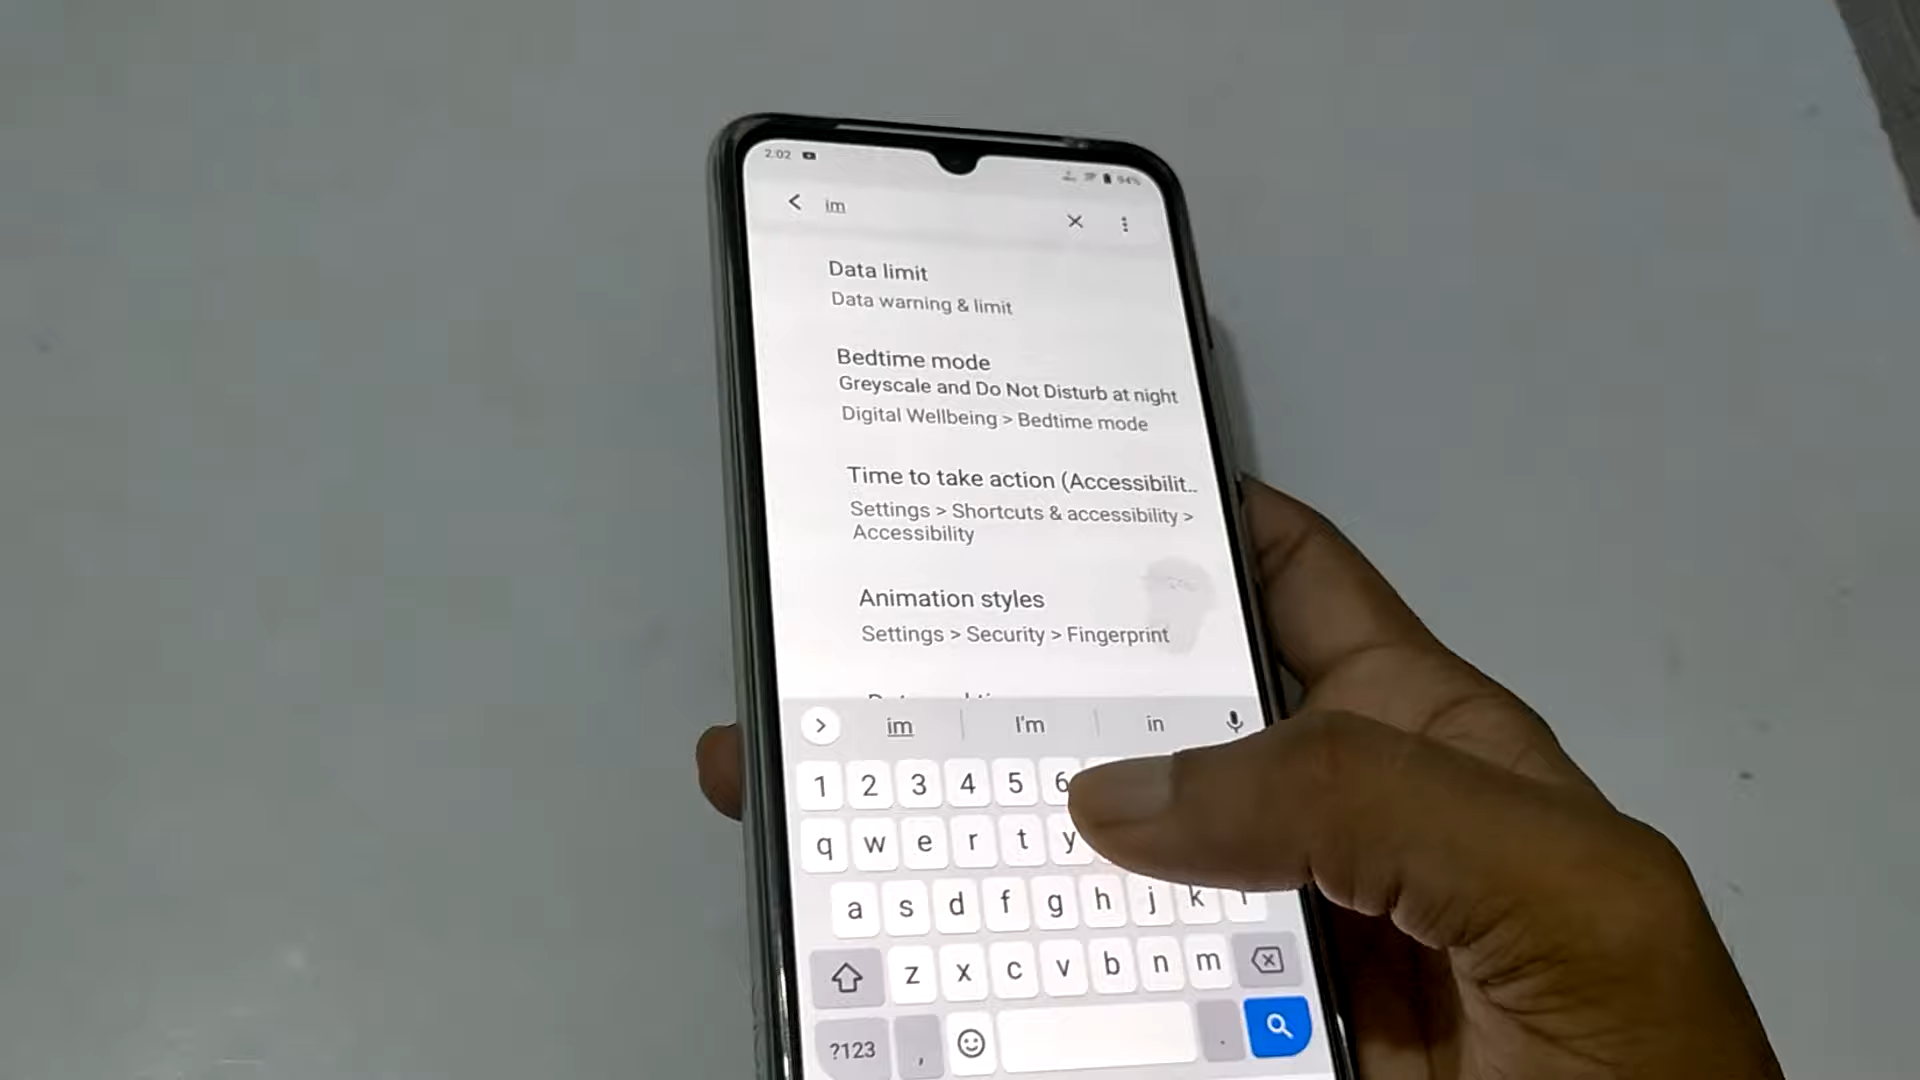 2:02
94%
im
Data limit
Data warning & limit
Bedtime mode
Greyscale and Do Not Disturb at night
Digital Wellbeing > Bedtime mode
Time to take action (Accessibilit..
Settings > Shortcuts & accessibility >
Accessibility
Animation styles
Settings > Security > Fingerprint
im I'm in
1 2 3 4 5 6
q w e r t y
a s d f g h j k
z x c v b n m
?123 , .